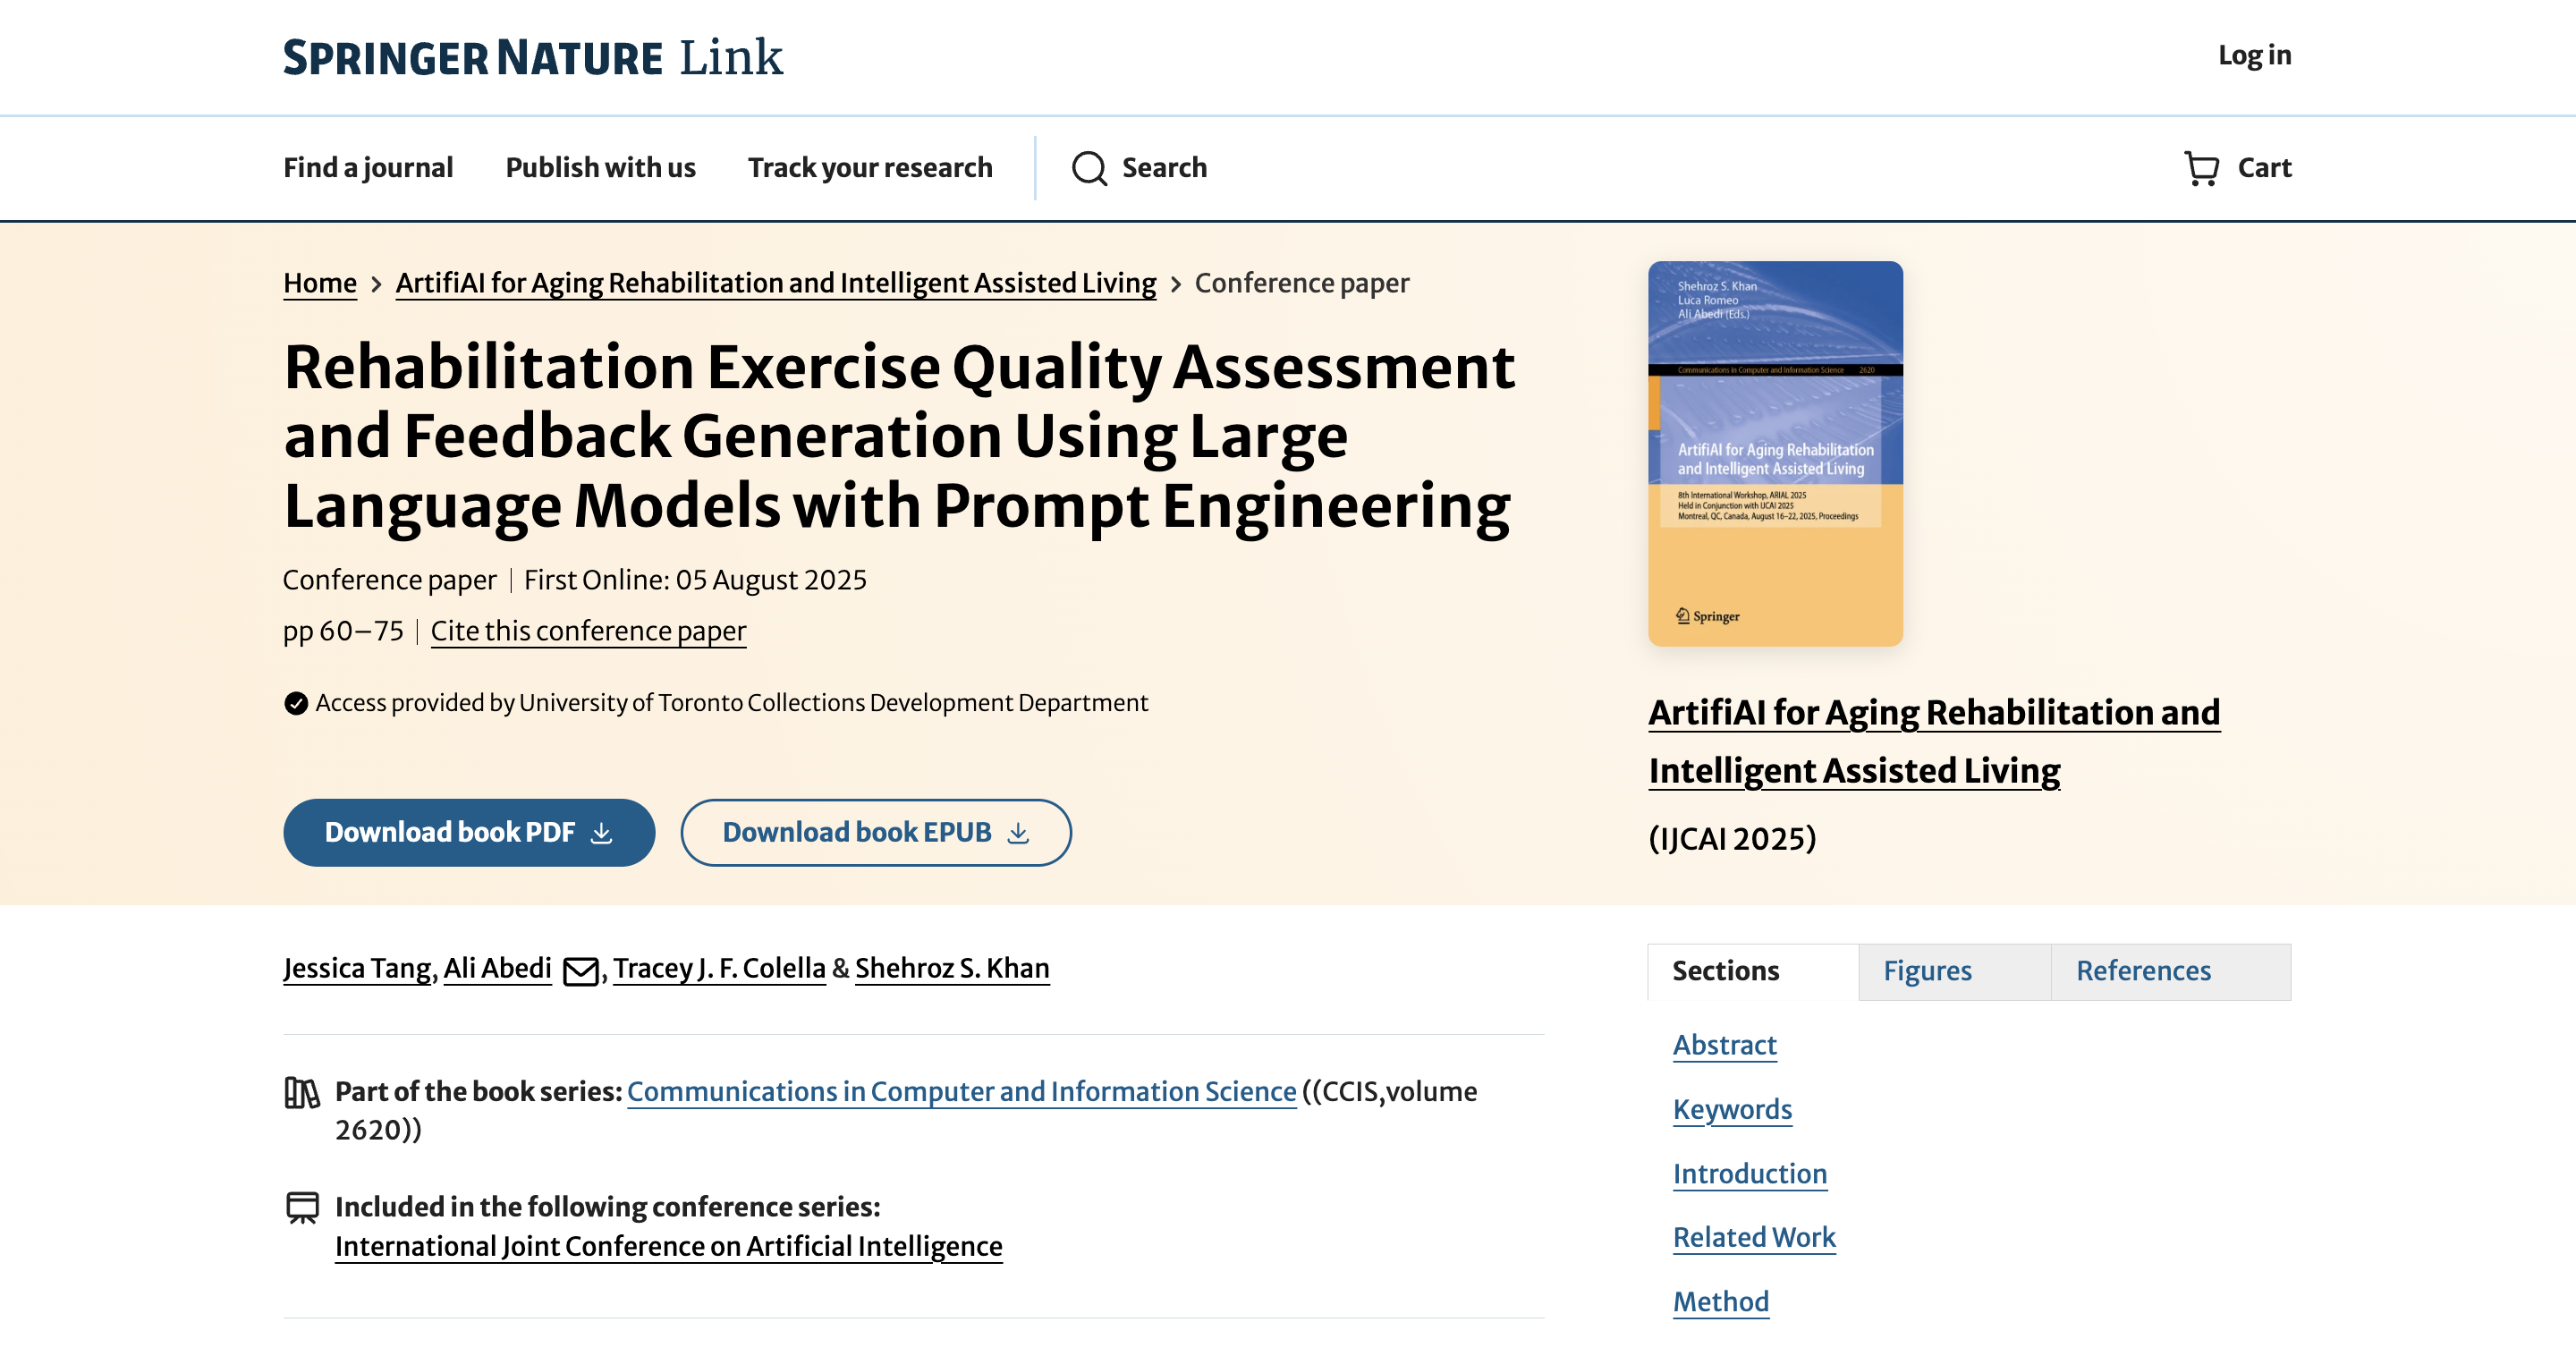 SPRINGER NATURE Link
Log in
Find a journal
Publish with us
Track your research
Search
Cart
Home > ArtifiAI for Aging Rehabilitation and Intelligent Assisted Living > Conference paper
Rehabilitation Exercise Quality Assessment
and Feedback Generation Using Large
Language Models with Prompt Engineering
Conference paper | First Online: 05 August 2025
pp 60–75 | Cite this conference paper
Access provided by University of Toronto Collections Development Department
Download book PDF
Download book EPUB
Shehroz S. Khan
Luca Romeo
Ali Abedi (Eds.)
Communications in Computer and Information Science 2620
ArtifiAI for Aging Rehabilitation
and Intelligent Assisted Living
8th International Workshop, ARIAL 2025
Held in Conjunction with IJCAI 2025
Montreal, QC, Canada, August 16–22, 2025, Proceedings
Springer
ArtifiAI for Aging Rehabilitation and
Intelligent Assisted Living
(IJCAI 2025)
Jessica Tang, Ali Abedi, Tracey J. F. Colella & Shehroz S. Khan
Part of the book series: Communications in Computer and Information Science ((CCIS,volume
2620))
Included in the following conference series:
International Joint Conference on Artificial Intelligence
Sections
Figures
References
Abstract
Keywords
Introduction
Related Work
Method